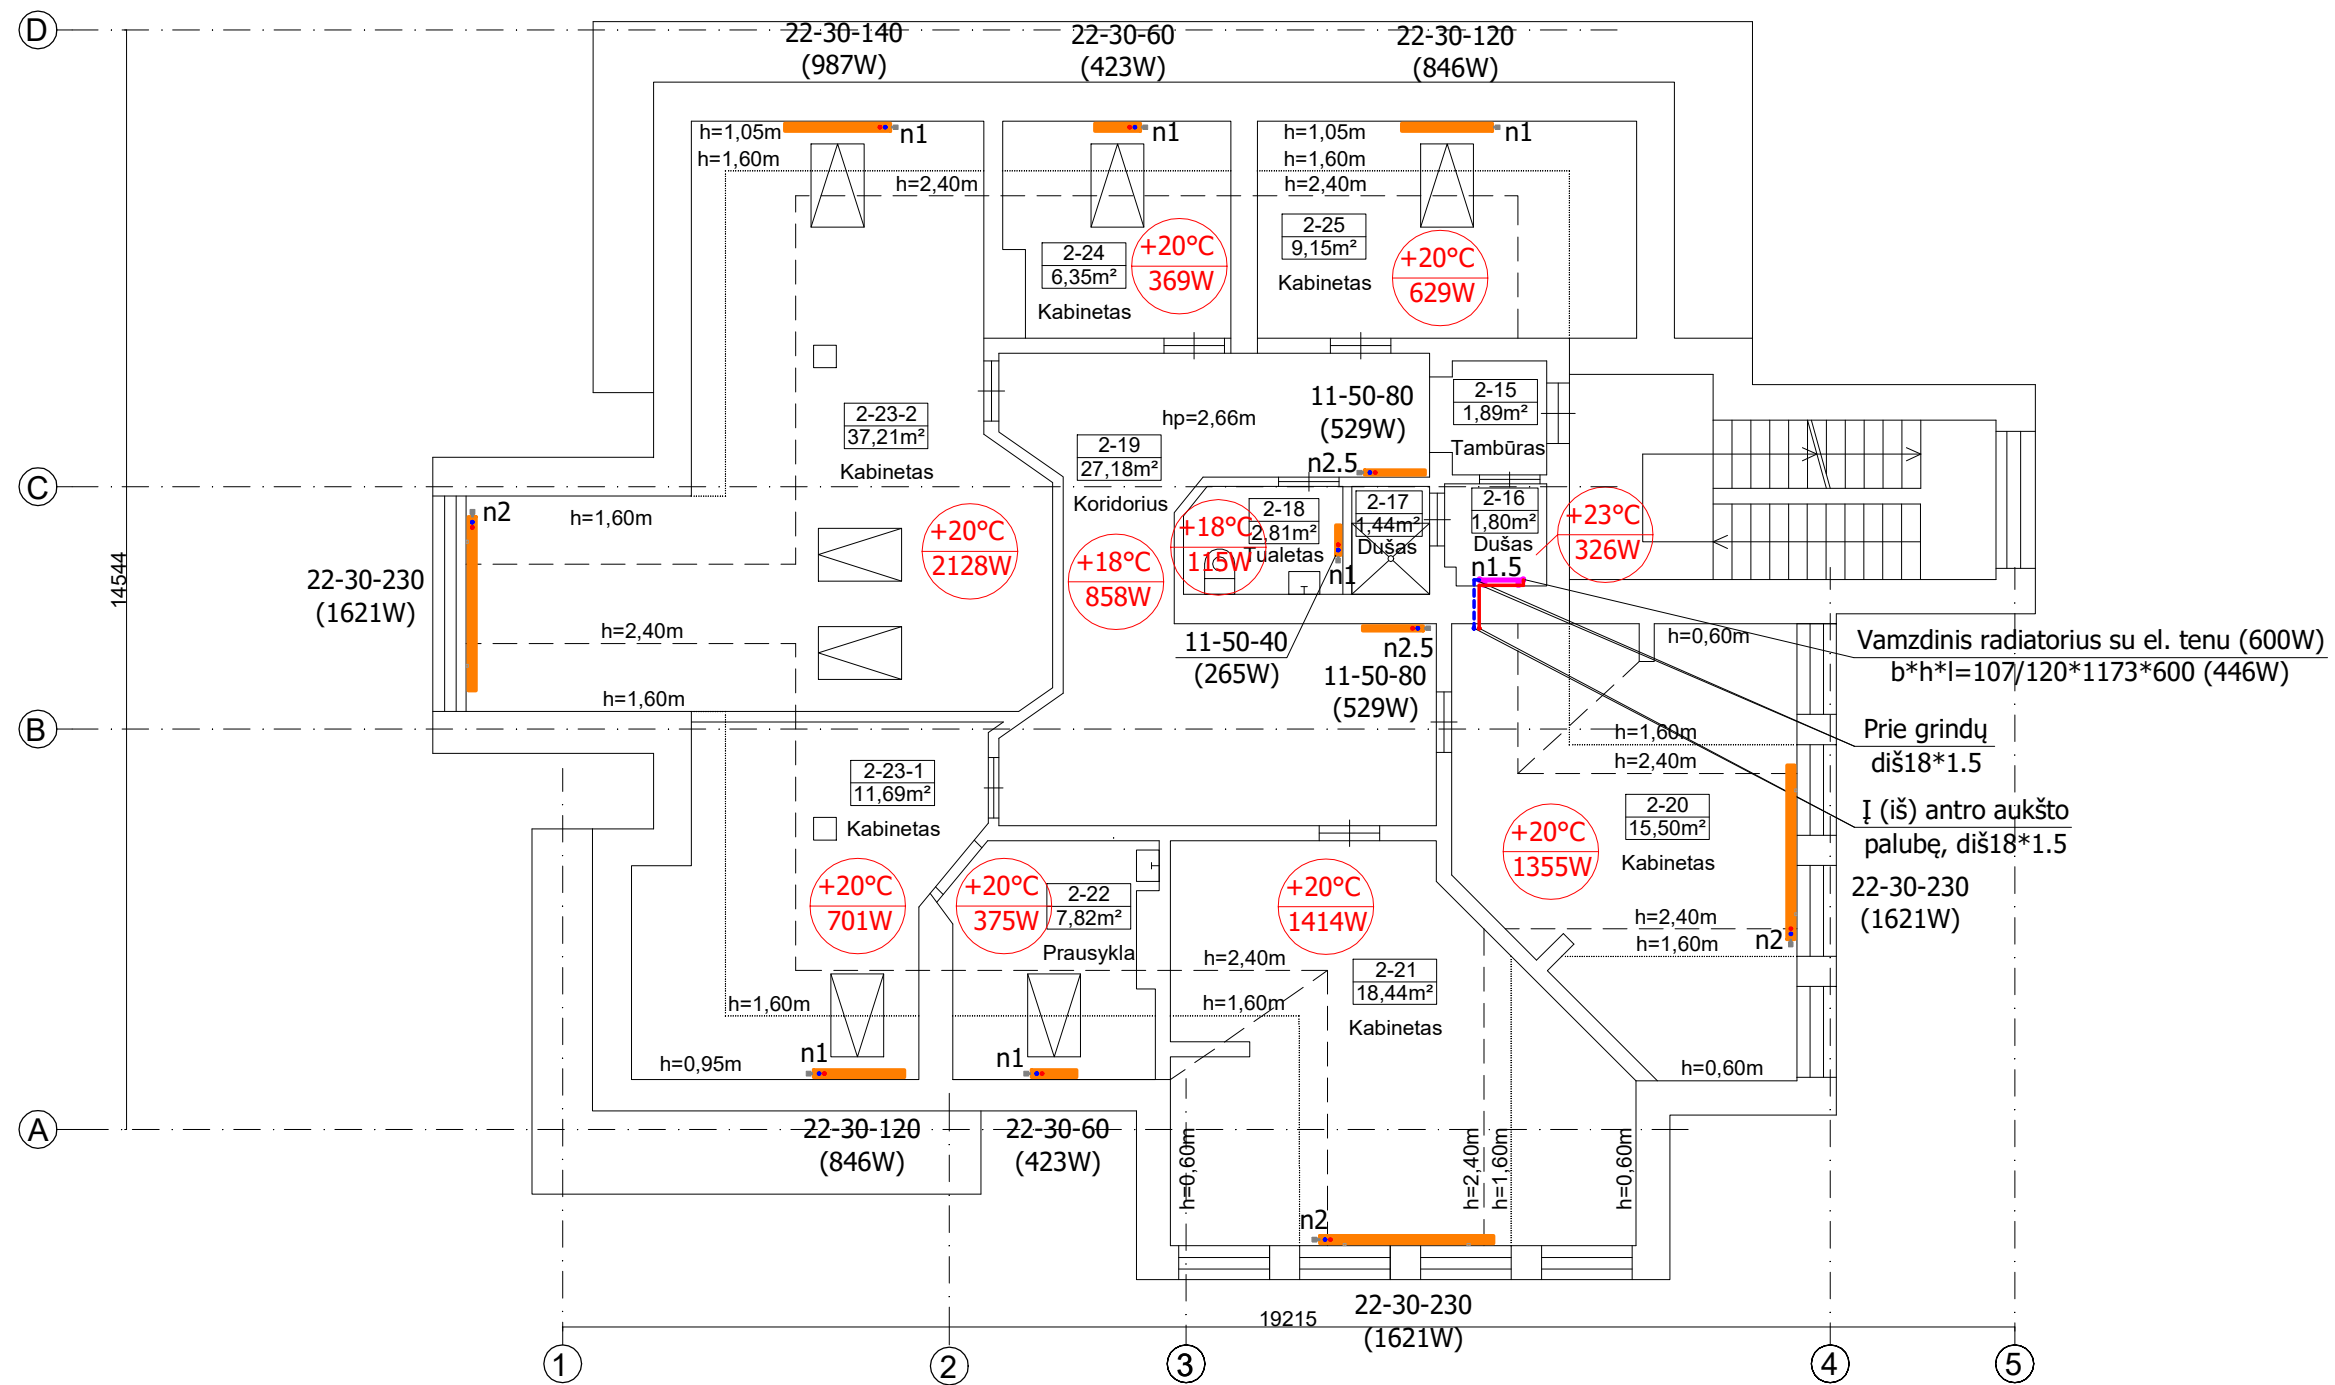 D
22-30-140
(987W)
22-30-60
(423W)
22-30-120
(846W)
h=1,05m
n1
h=1,60m
h=2,40m
n1
h=1,05m
n1
h=1,60m
h=2,40m
2-24
6,35m²
Kabinetas
+20°C
369W
2-25
9,15m²
Kabinetas
+20°C
629W
2-23-2
37,21m²
Kabinetas
hp=2,66m
2-19
27,18m²
Koridorius
11-50-80
(529W)
n2.5
2-15
1,89m²
Tambūras
C
n2
h=1,60m
+20°C
2128W
+18°C
858W
+18°C
115W
2-18
2,81m²
Tualetas
n1
2-17
1,44m²
Dušas
2-16
1,80m²
Dušas
n1.5
+23°C
326W
14544
22-30-230
(1621W)
h=2,40m
h=1,60m
11-50-40
(265W)
n2.5
11-50-80
(529W)
h=0,60m
Vamzdinis radiatorius su el. tenu (600W)
b*h*l=107/120*1173*600 (446W)
Prie grindų
diš18*1.5
Į (iš) antro aukšto
palubę, diš18*1.5
B
h=1,60m
h=2,40m
2-23-1
11,69m²
Kabinetas
+20°C
701W
+20°C
375W
2-22
7,82m²
Prausykla
+20°C
1414W
+20°C
1355W
2-20
15,50m²
Kabinetas
22-30-230
(1621W)
h=2,40m
h=1,60m
n2
h=2,40m
h=1,60m
2-21
18,44m²
Kabinetas
h=1,60m
h=0,95m
n1
n1
h=0,60m
A
22-30-120
(846W)
22-30-60
(423W)
h=0,60m
h=2,40m
h=1,60m
h=0,60m
n2
22-30-230
(1621W)
19215
1
2
3
4
5